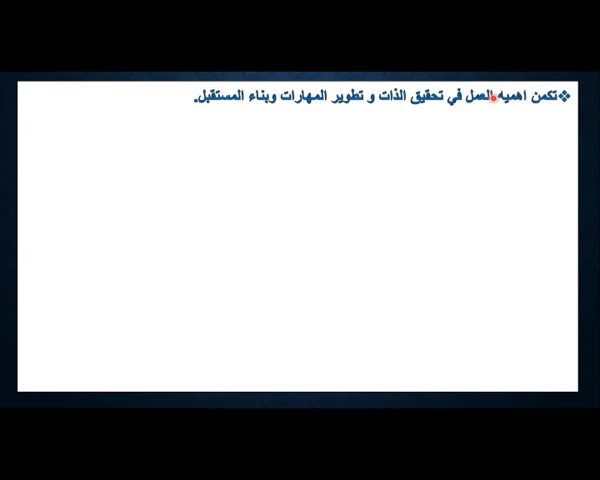 ❖تكمن اهميه العمل في تحقيق الذات و تطوير المهارات وبناء المستقبل.